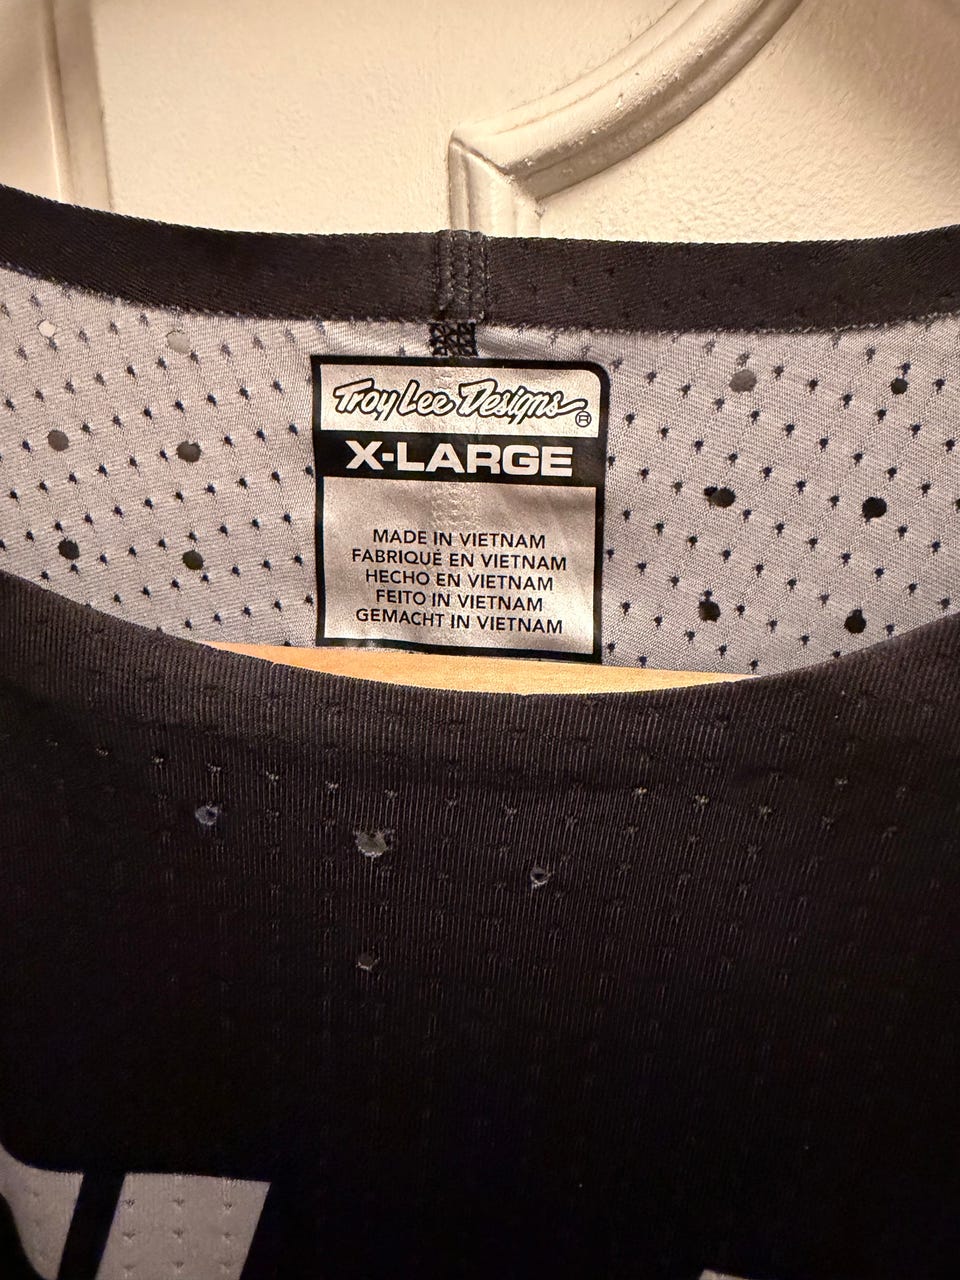 Troy Lee Designs®
X-LARGE
MADE IN VIETNAM
FABRIQUÉ EN VIETNAM
HECHO EN VIETNAM
FEITO IN VIETNAM
GEMACHT IN VIETNAM